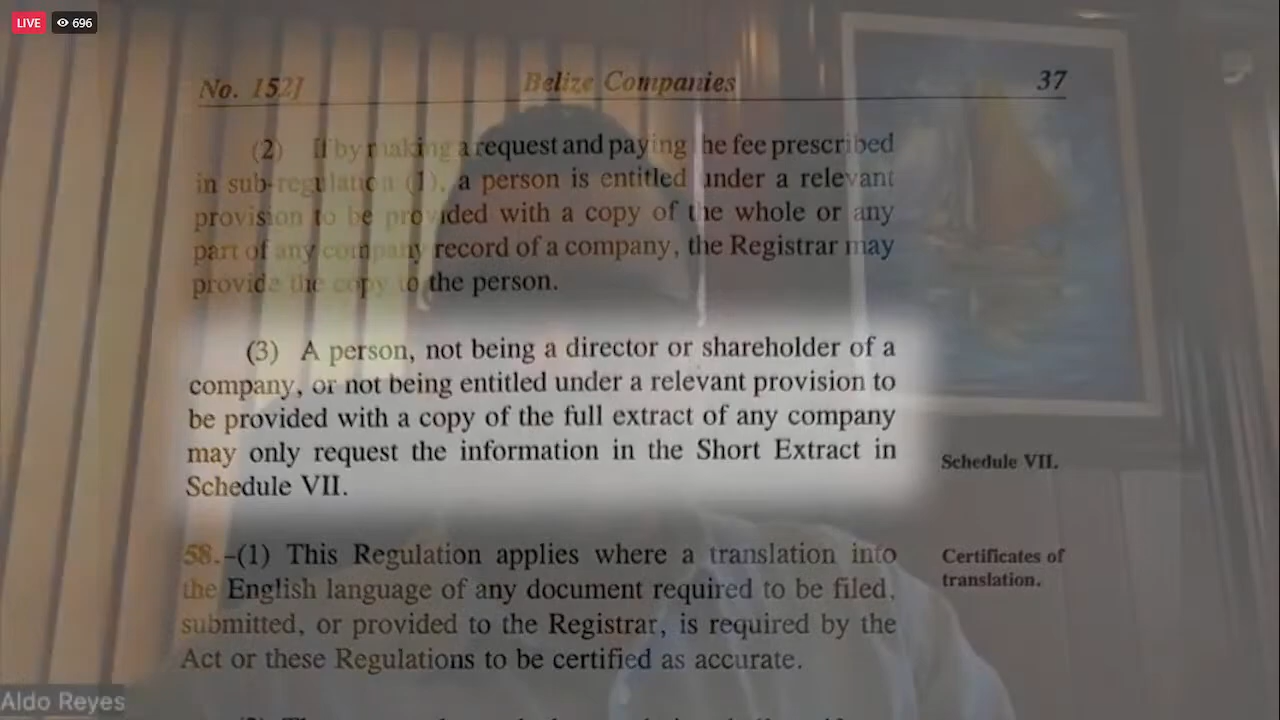 LIVE 696
No. 152] Belize Companies 37
(2) If by making a request and paying the fee prescribed
in sub-regulation (1), a person is entitled under a relevant
provision to be provided with a copy of the whole or any
part of any company record of a company, the Registrar may
provide the copy to the person.
(3) A person, not being a director or shareholder of a
company, or not being entitled under a relevant provision to
be provided with a copy of the full extract of any company
may only request the information in the Short Extract in
Schedule VII.
Schedule VII.
58.-(1) This Regulation applies where a translation into
the English language of any document required to be filed,
submitted, or provided to the Registrar, is required by the
Act or these Regulations to be certified as accurate.
Certificates of
translation.
Aldo Reyes